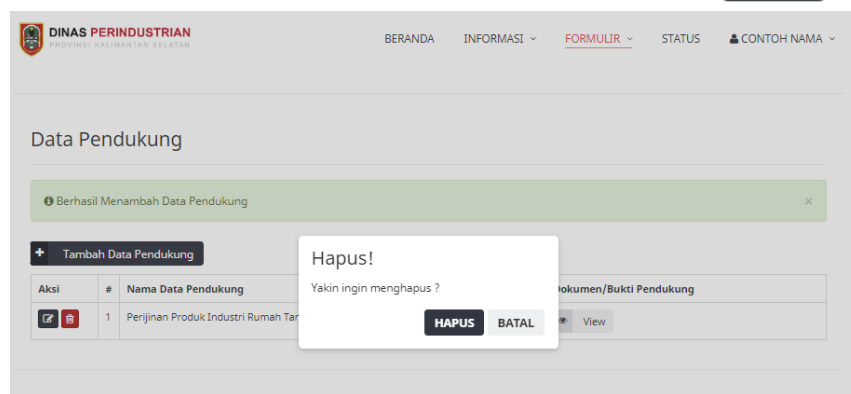 DINAS PERINDUSTRIAN
PROVINSI KALIMANTAN SELATAN
BERANDA INFORMASI FORMULIR STATUS CONTOH NAMA
Data Pendukung
Berhasil Menambah Data Pendukung ×
+ Tambah Data Pendukung
Aksi # Nama Data Pendukung Dokumen/Bukti Pendukung
1 Perijinan Produk Industri Rumah View
Hapus!
Yakin ingin menghapus ?
HAPUS BATAL